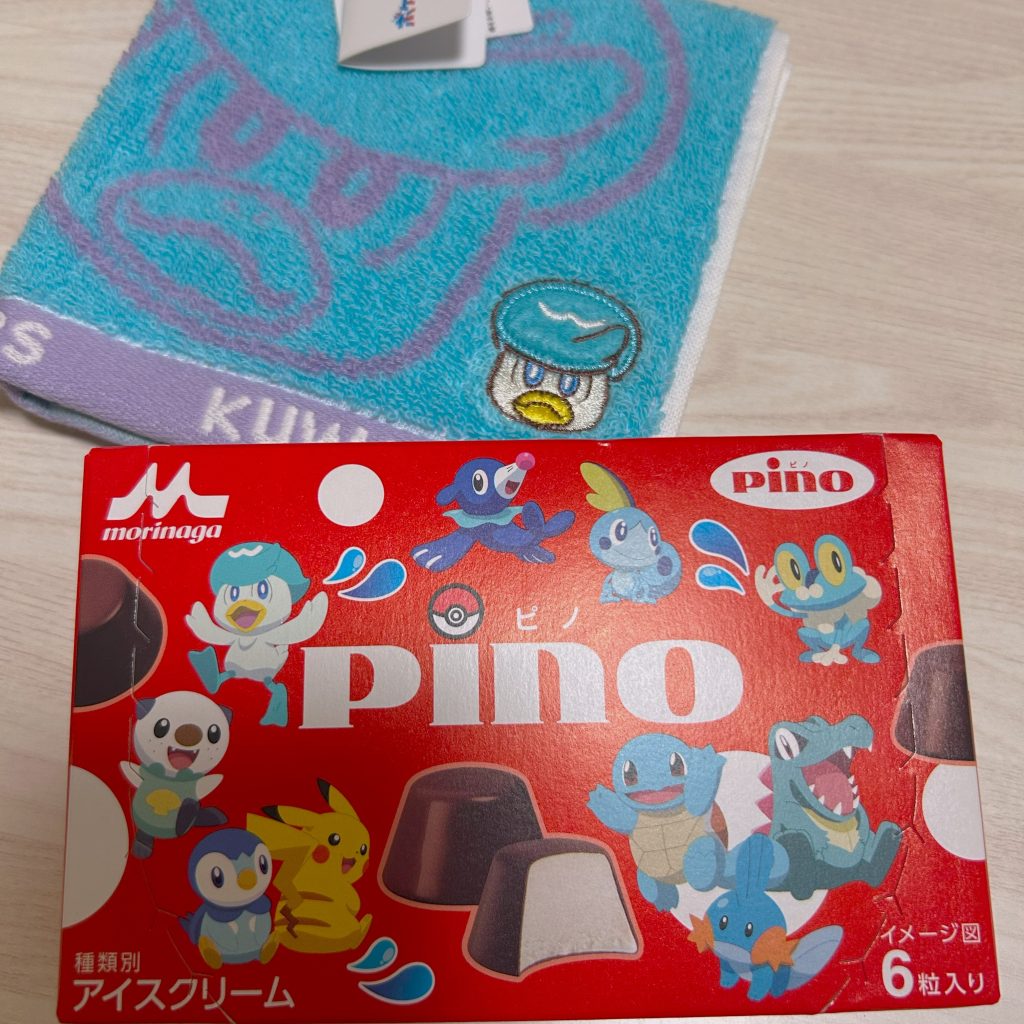 morinaga
pino
ピノ
ピノ
pino
種類別
アイスクリーム
イメージ図
6粒入り